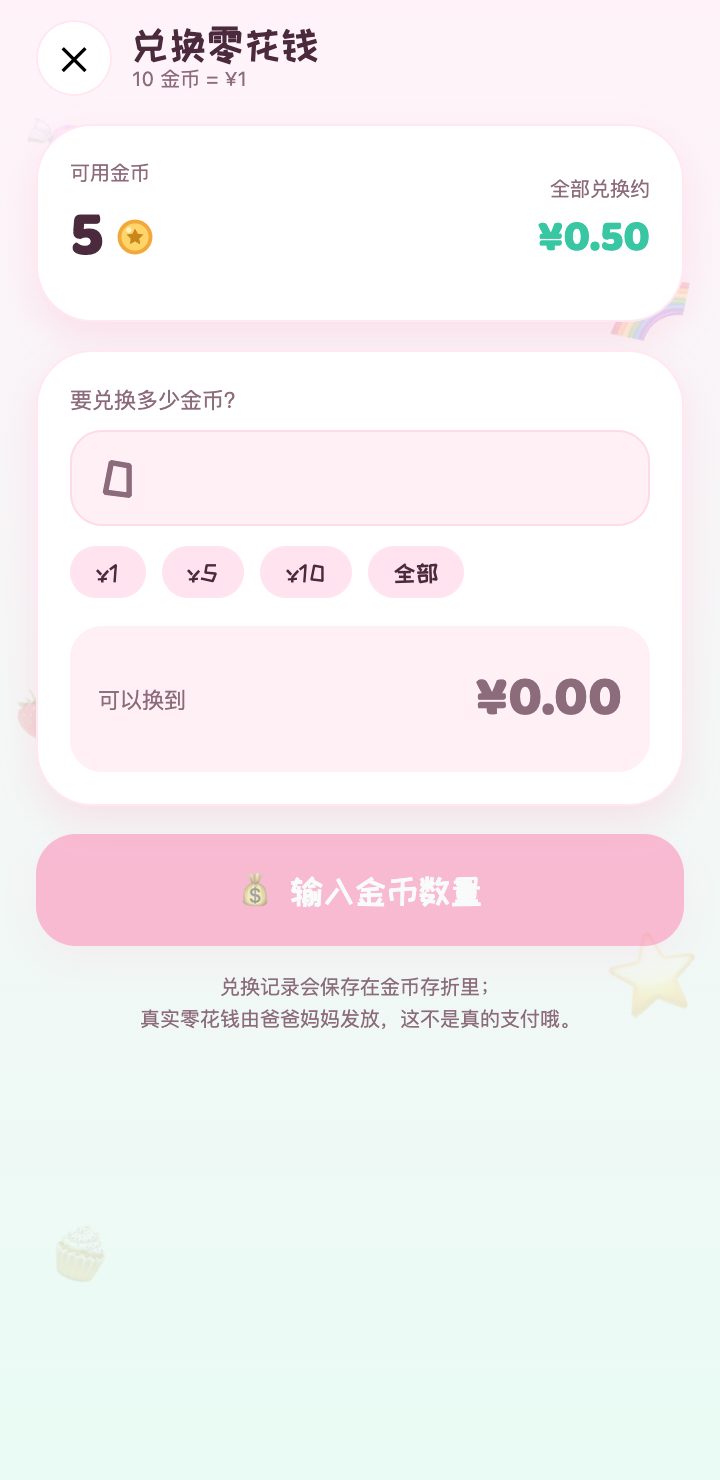 兑换零花钱
10 金币 = ¥1
可用金币
5
全部兑换约
¥0.50
要兑换多少金币?
0
¥1 ¥5 ¥10 全部
可以换到
¥0.00
输入金币数量
兑换记录会保存在金币存折里；
真实零花钱由爸爸妈妈发放，这不是真的支付哦。